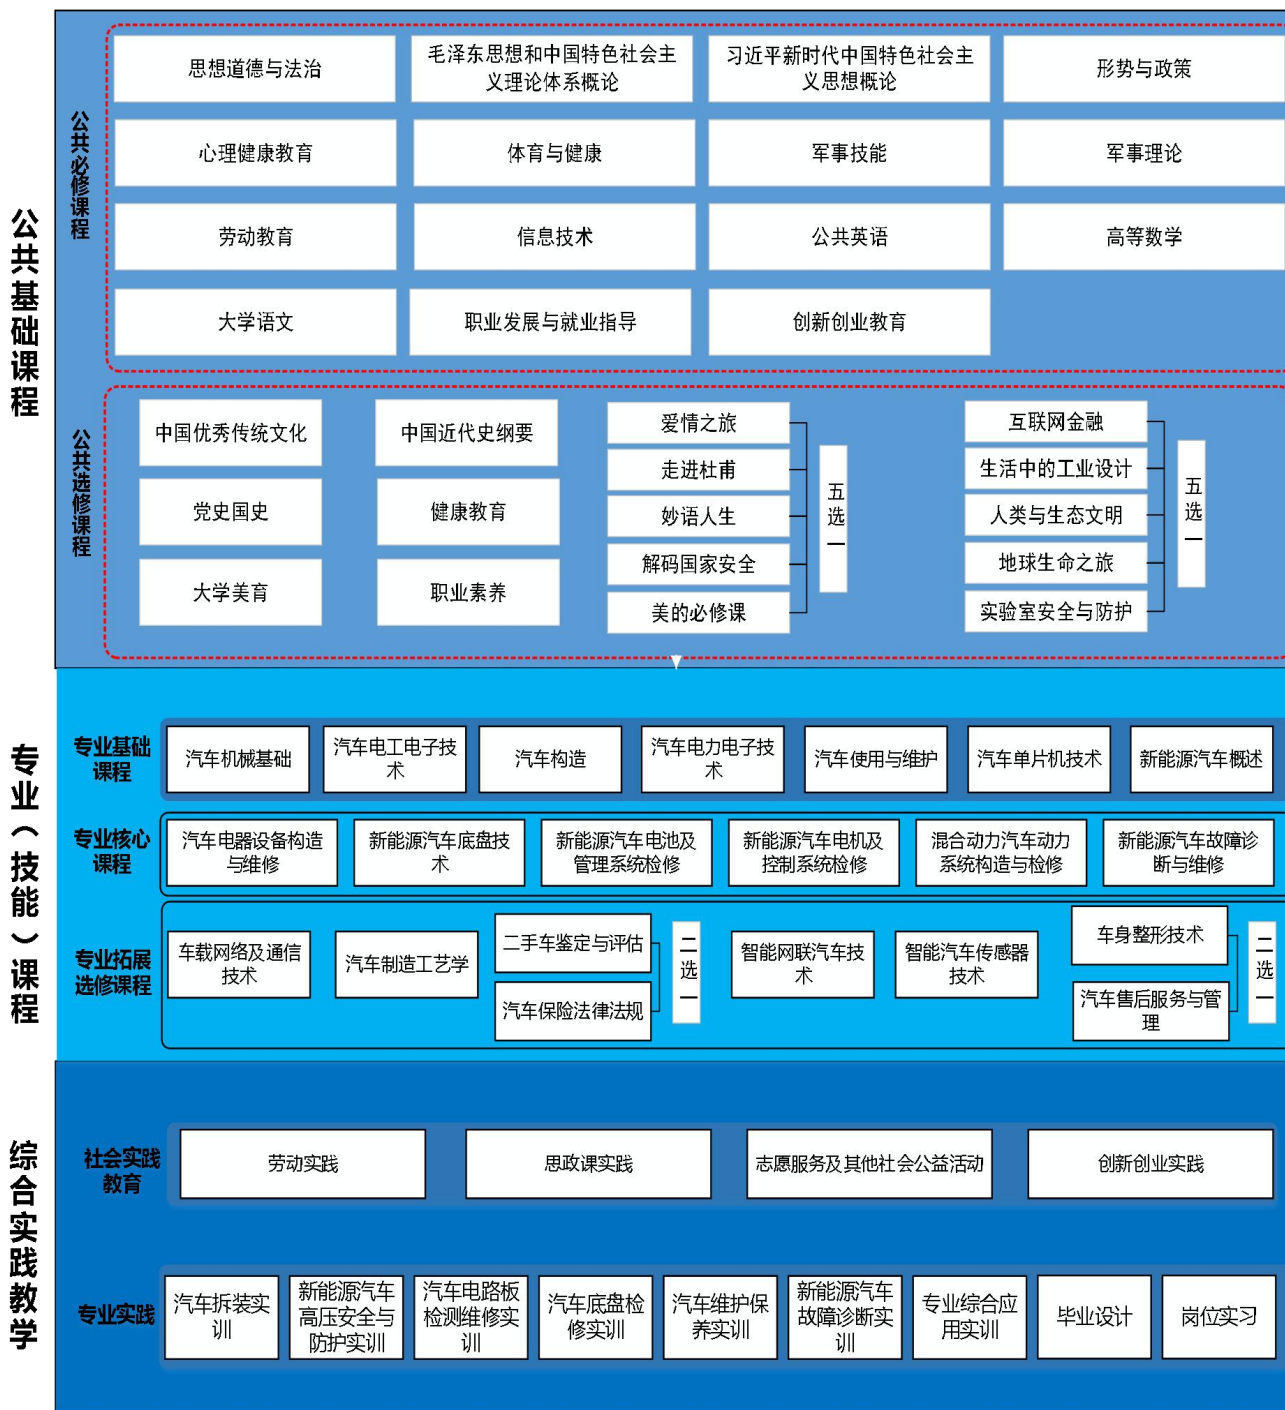 公共基础课程
公共必修课程
思想道德与法治
毛泽东思想和中国特色社会主
义理论体系概论
习近平新时代中国特色社会主
义思想概论
形势与政策
心理健康教育
体育与健康
军事技能
军事理论
劳动教育
信息技术
公共英语
高等数学
大学语文
职业发展与就业指导
创新创业教育
公共选修课程
中国优秀传统文化
中国近代史纲要
党史国史
健康教育
大学美育
职业素养
爱情之旅
走进杜甫
妙语人生
解码国家安全
美的必修课
五选一
互联网金融
生活中的工业设计
人类与生态文明
地球生命之旅
实验室安全与防护
五选一
专业（技能）课程
专业基础
课程
汽车机械基础
汽车电工电子技
术
汽车构造
汽车电力电子技
术
汽车使用与维护
汽车单片机技术
新能源汽车概述
专业核心
课程
汽车电器设备构造
与维修
新能源汽车底盘技
术
新能源汽车电池及
管理系统检修
新能源汽车电机及
控制系统检修
混合动力汽车动力
系统构造与检修
新能源汽车故障诊
断与维修
专业拓展
选修课程
车载网络及通信
技术
汽车制造工艺学
二手车鉴定与评估
汽车保险法律法规
二选一
智能网联汽车技
术
智能汽车传感器
技术
车身整形技术
汽车售后服务与管
理
二选一
综合实践教学
社会实践
教育
劳动实践
思政课实践
志愿服务及其他社会公益活动
创新创业实践
专业实践
汽车拆装实
训
新能源汽车
高压安全与
防护实训
汽车电路板
检测维修实
训
汽车底盘检
修实训
汽车维护保
养实训
新能源汽车
故障诊断实
训
专业综合应
用实训
毕业设计
岗位实习